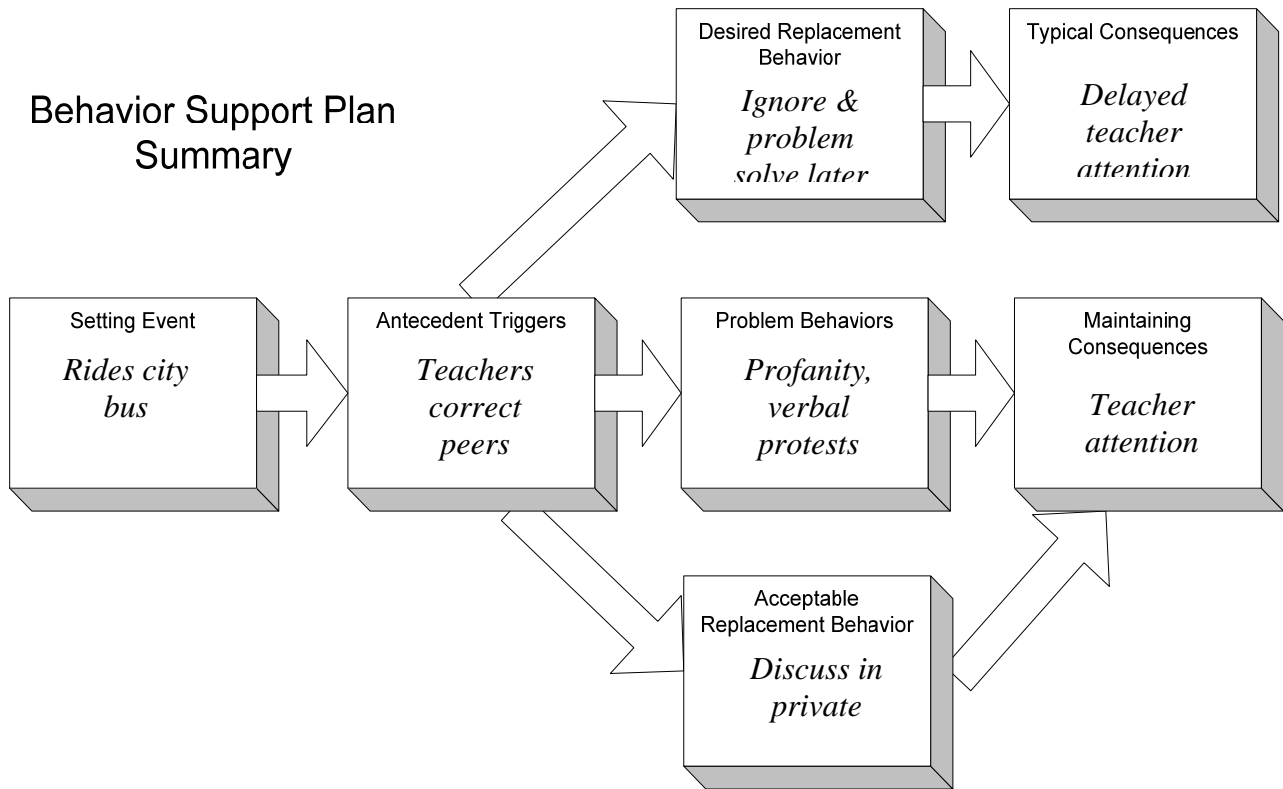 Behavior Support Plan
Summary
Desired Replacement
Behavior
Ignore &
problem
solve later
Typical Consequences
Delayed
teacher
attention
Setting Event
Rides city
bus
Antecedent Triggers
Teachers
correct
peers
Problem Behaviors
Profanity,
verbal
protests
Maintaining
Consequences
Teacher
attention
Acceptable
Replacement Behavior
Discuss in
private